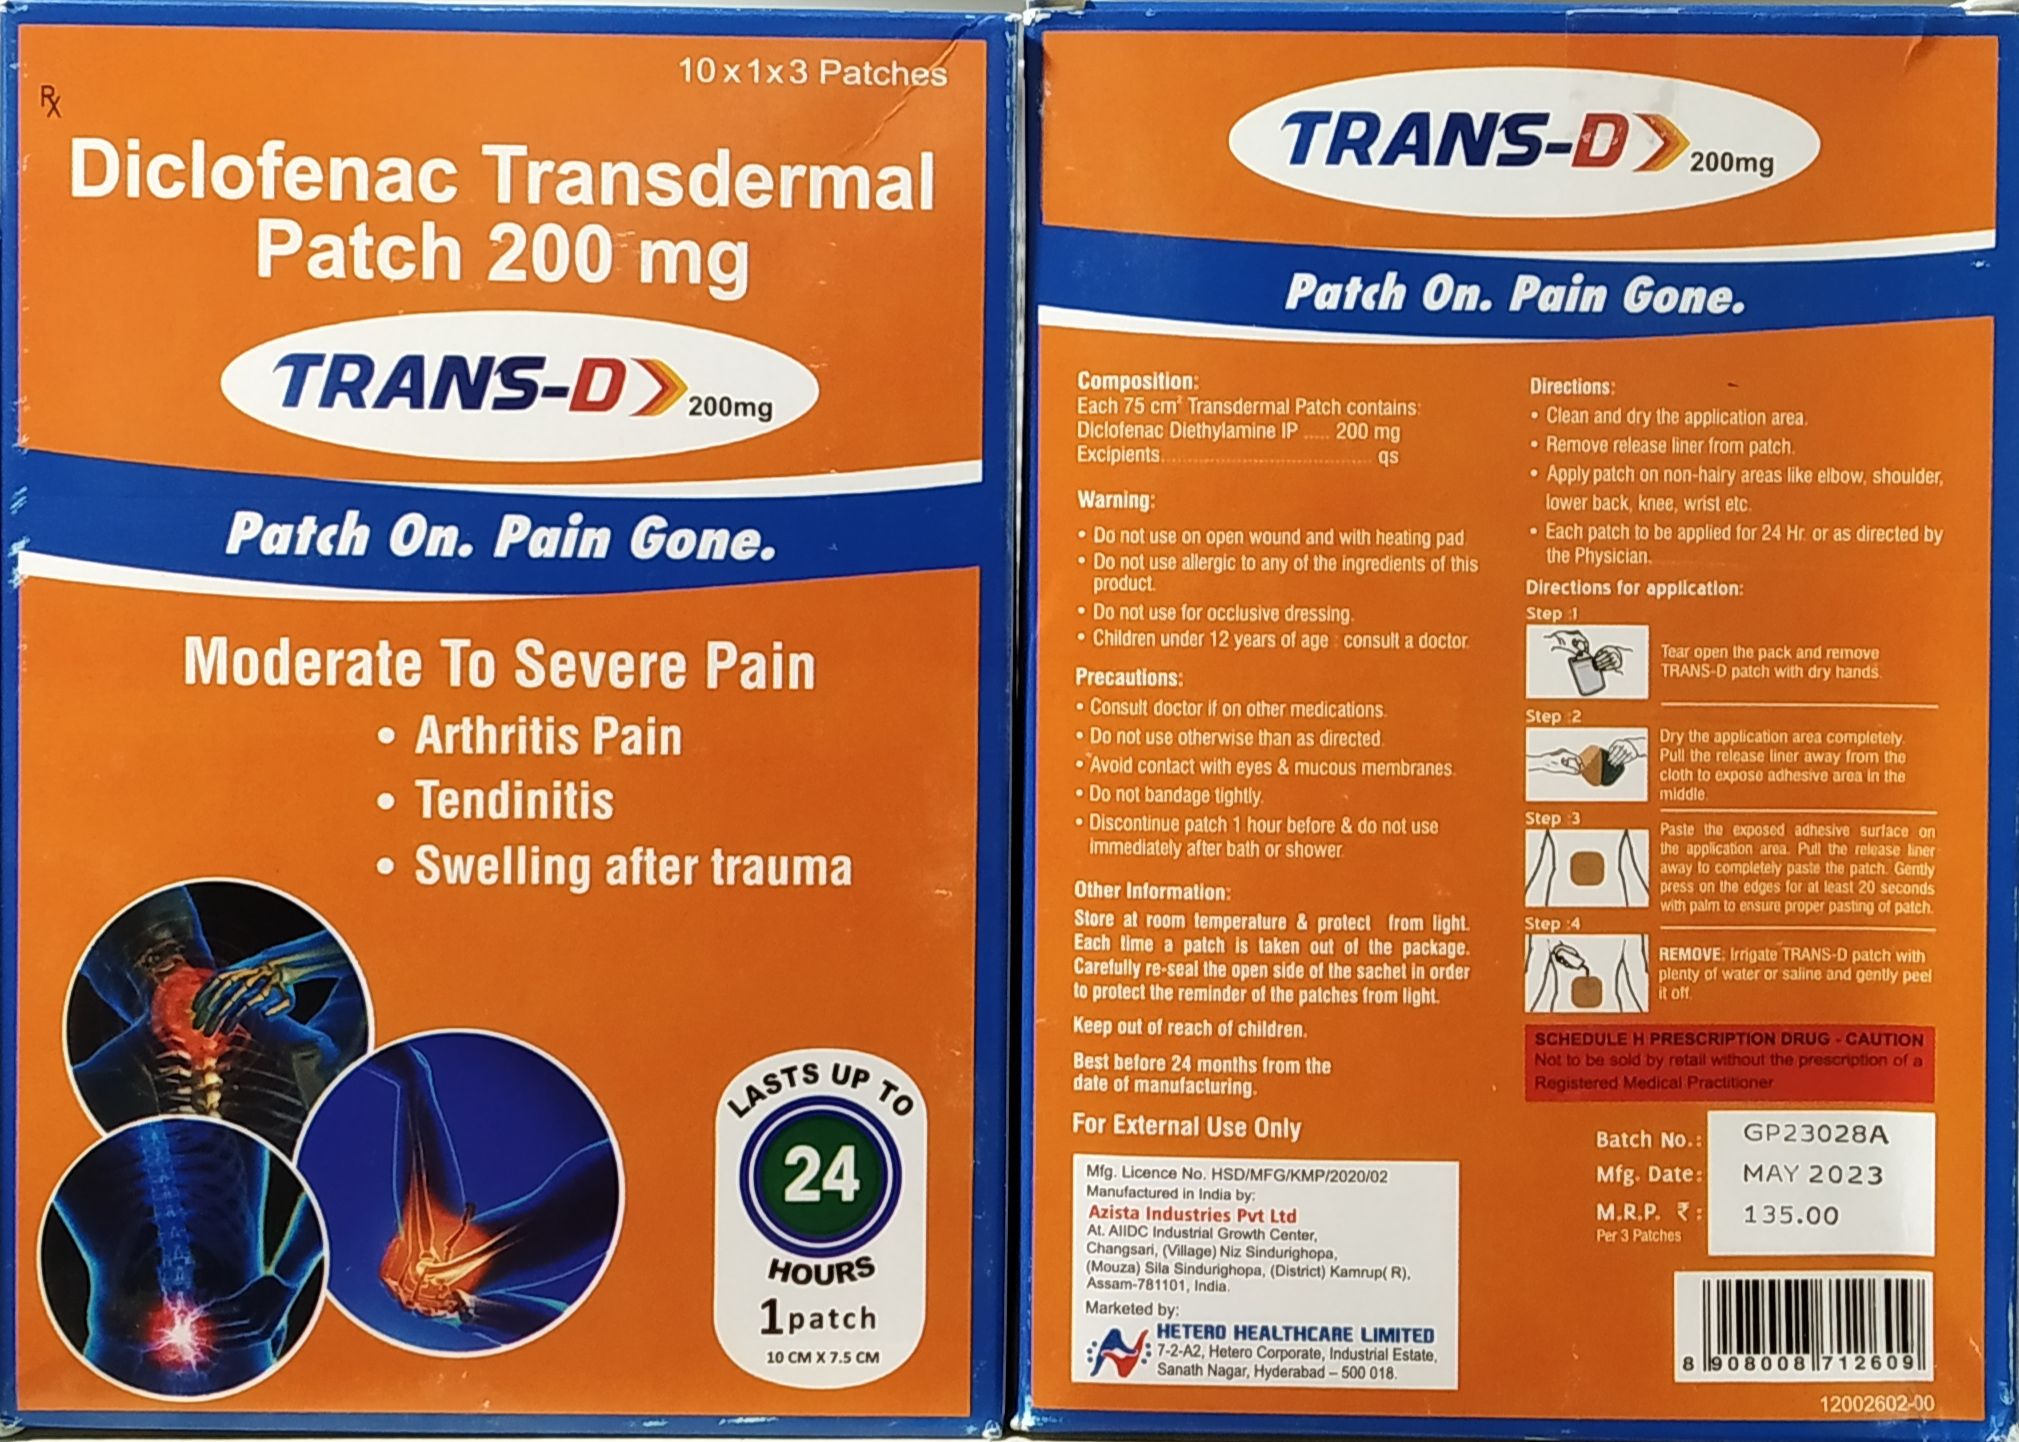 10 x 1 x 3 Patches
Rx
Diclofenac Transdermal
Patch 200 mg
TRANS-D
200mg
Patch On. Pain Gone.
Moderate To Severe Pain
• Arthritis Pain
• Tendinitis
• Swelling after trauma
LASTS UP TO
24
HOURS
1 patch
10 CM X 7.5 CM
TRANS-D
200mg
Patch On. Pain Gone.
Composition:
Each 75 cm² Transdermal Patch contains:
Diclofenac Diethylamine IP ..... 200 mg
Excipients........................................ qs
Warning:
• Do not use on open wound and with heating pad.
• Do not use allergic to any of the ingredients of this
product.
• Do not use for occlusive dressing.
• Children under 12 years of age : consult a doctor.
Precautions:
• Consult doctor if on other medications.
• Do not use otherwise than as directed.
• Avoid contact with eyes & mucous membranes.
• Do not bandage tightly.
• Discontinue patch 1 hour before & do not use
immediately after bath or shower.
Other Information:
Store at room temperature & protect from light.
Each time a patch is taken out of the package.
Carefully re-seal the open side of the sachet in order
to protect the reminder of the patches from light.
Keep out of reach of children.
Best before 24 months from the
date of manufacturing.
For External Use Only
Mfg. Licence No. HSD/MFG/KMP/2020/02
Manufactured in India by:
Azista Industries Pvt Ltd
At. AIIDC Industrial Growth Center,
Changsari, (Village) Niz Sindurighopa,
(Mouza) Sila Sindurighopa, (District) Kamrup( R),
Assam-781101, India.
Marketed by:
HETERO HEALTHCARE LIMITED
7-2-A2, Hetero Corporate, Industrial Estate,
Sanath Nagar, Hyderabad – 500 018.
Directions:
• Clean and dry the application area.
• Remove release liner from patch.
• Apply patch on non-hairy areas like elbow, shoulder,
lower back, knee, wrist etc.
• Each patch to be applied for 24 Hr. or as directed by
the Physician.
Directions for application:
Step :1
Tear open the pack and remove
TRANS-D patch with dry hands.
Step :2
Dry the application area completely.
Pull the release liner away from the
cloth to expose adhesive area in the
middle.
Step :3
Paste the exposed adhesive surface on
the application area. Pull the release liner
away to completely paste the patch. Gently
press on the edges for at least 20 seconds
with palm to ensure proper pasting of patch.
Step :4
REMOVE: Irrigate TRANS-D patch with
plenty of water or saline and gently peel
it off.
SCHEDULE H PRESCRIPTION DRUG - CAUTION
Not to be sold by retail without the prescription of a
Registered Medical Practitioner
Batch No.: GP23028A
Mfg. Date: MAY 2023
M.R.P. ₹ : 135.00
Per 3 Patches
8 908008 712609
12002602-00